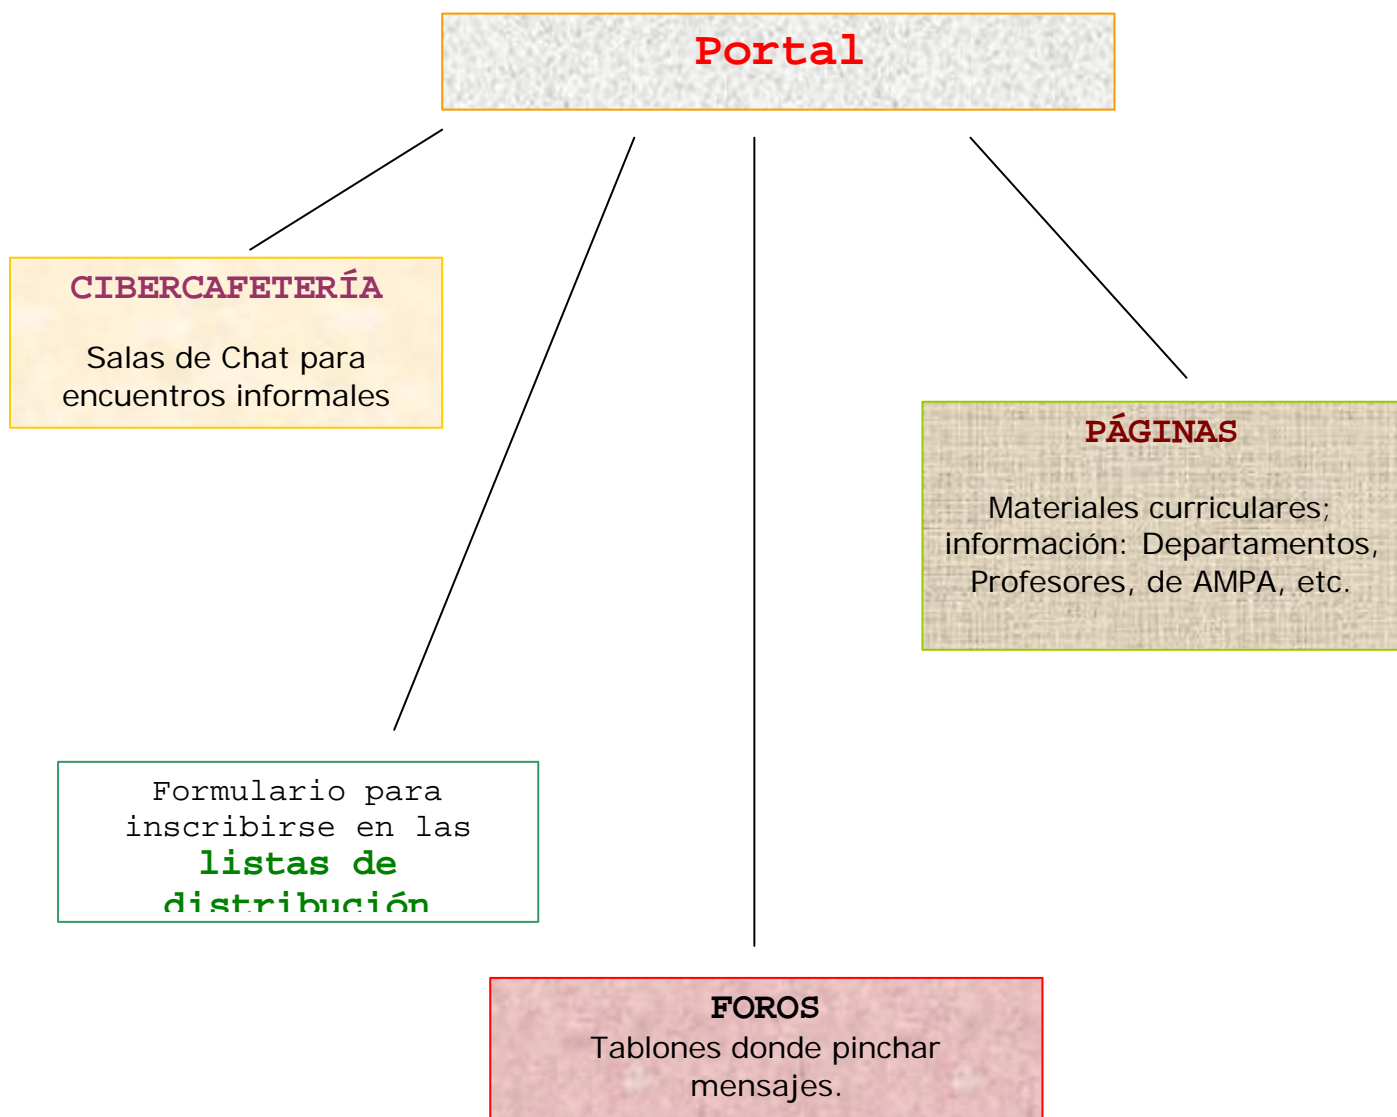 Portal
CIBERCAFETERÍA
Salas de Chat para
encuentros informales
PÁGINAS
Materiales curriculares;
información: Departamentos,
Profesores, de AMPA, etc.
Formulario para
inscribirse en las
listas de
distribución
FOROS
Tablones donde pinchar
mensajes.